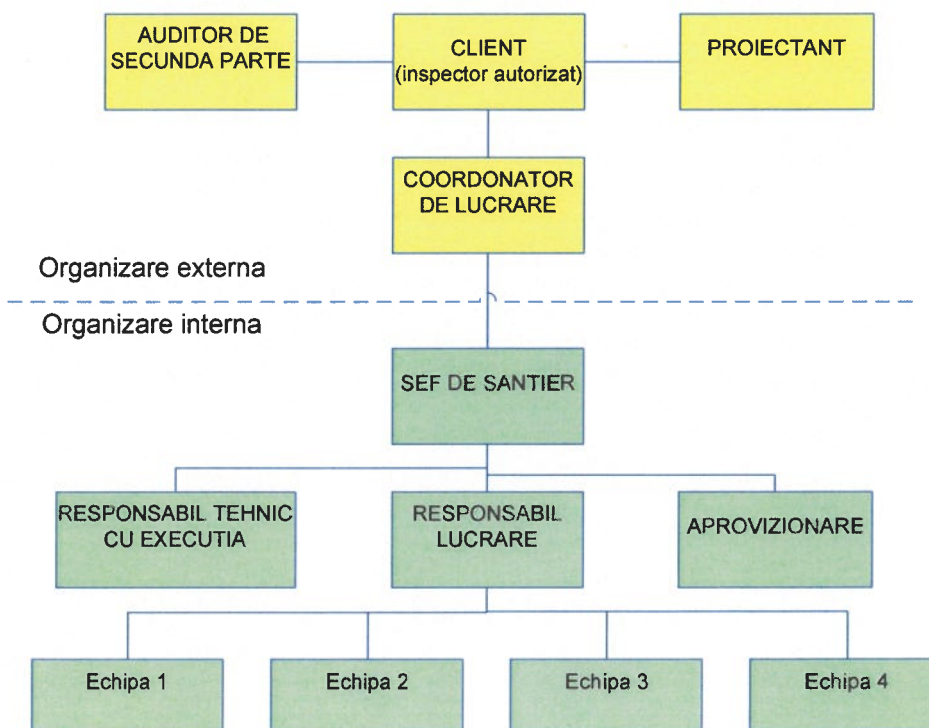 AUDITOR DE
SECUNDA PARTE
CLIENT
(inspector autorizat)
PROIECTANT
COORDONATOR
DE LUCRARE
Organizare externa
Organizare interna
SEF DE SANTIER
RESPONSABIL TEHNIC
CU EXECUTIA
RESPONSABIL
LUCRARE
APROVIZIONARE
Echipa 1
Echipa 2
Echipa 3
Echipa 4